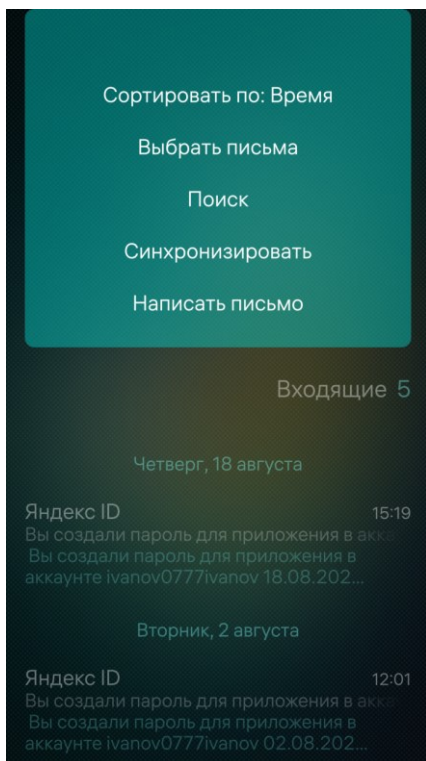 Сортировать по: Время
Выбрать письма
Поиск
Синхронизировать
Написать письмо
Входящие 5
Четверг, 18 августа
Яндекс ID 15:19
Вы создали пароль для приложения в акка
Вы создали пароль для приложения в
аккаунте ivanov0777ivanov 18.08.202...
Вторник, 2 августа
Яндекс ID 12:01
Вы создали пароль для приложения в акка
Вы создали пароль для приложения в
аккаунте ivanov0777ivanov 02.08.202...